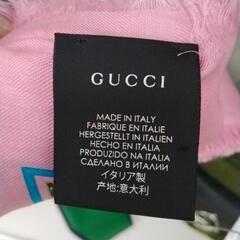 GUCCI
MADE IN ITALY
FABRIQUE EN ITALIE
HERGESTELLT IN ITALIEN
HECHO EN ITALIA
PRODUZIDO NA ITALIA
СДЕЛАНО В ИТАЛИИ
イタリア製
产地:意大利